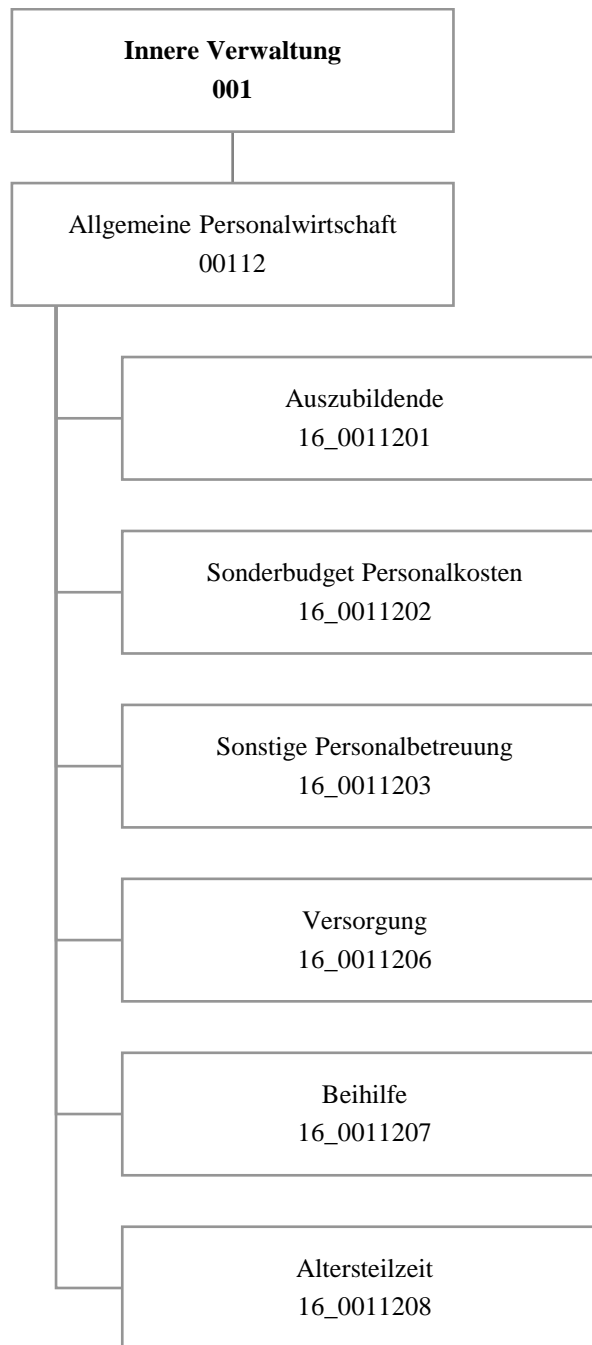 Innere Verwaltung
001
Allgemeine Personalwirtschaft
00112
Auszubildende
16_0011201
Sonderbudget Personalkosten
16_0011202
Sonstige Personalbetreuung
16_0011203
Versorgung
16_0011206
Beihilfe
16_0011207
Altersteilzeit
16_0011208